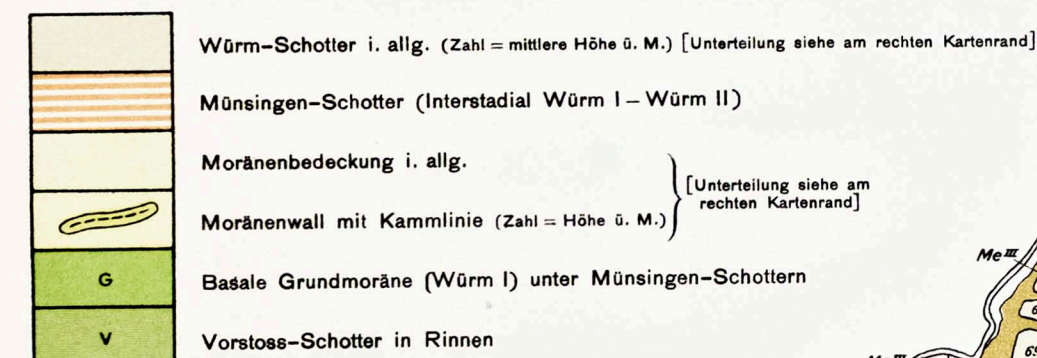 Würm-Schotter i. allg. (Zahl = mittlere Höhe ü. M.) [Unterteilung siehe am rechten Kartenrand]
Münsingen-Schotter (Interstadial Würm I – Würm II)
Moränenbedeckung i. allg.
[Unterteilung siehe am
rechten Kartenrand]
Moränenwall mit Kammlinie (Zahl = Höhe ü. M.)
G Basale Grundmoräne (Würm I) unter Münsingen-Schottern
V Vorstoss-Schotter in Rinnen
Me III